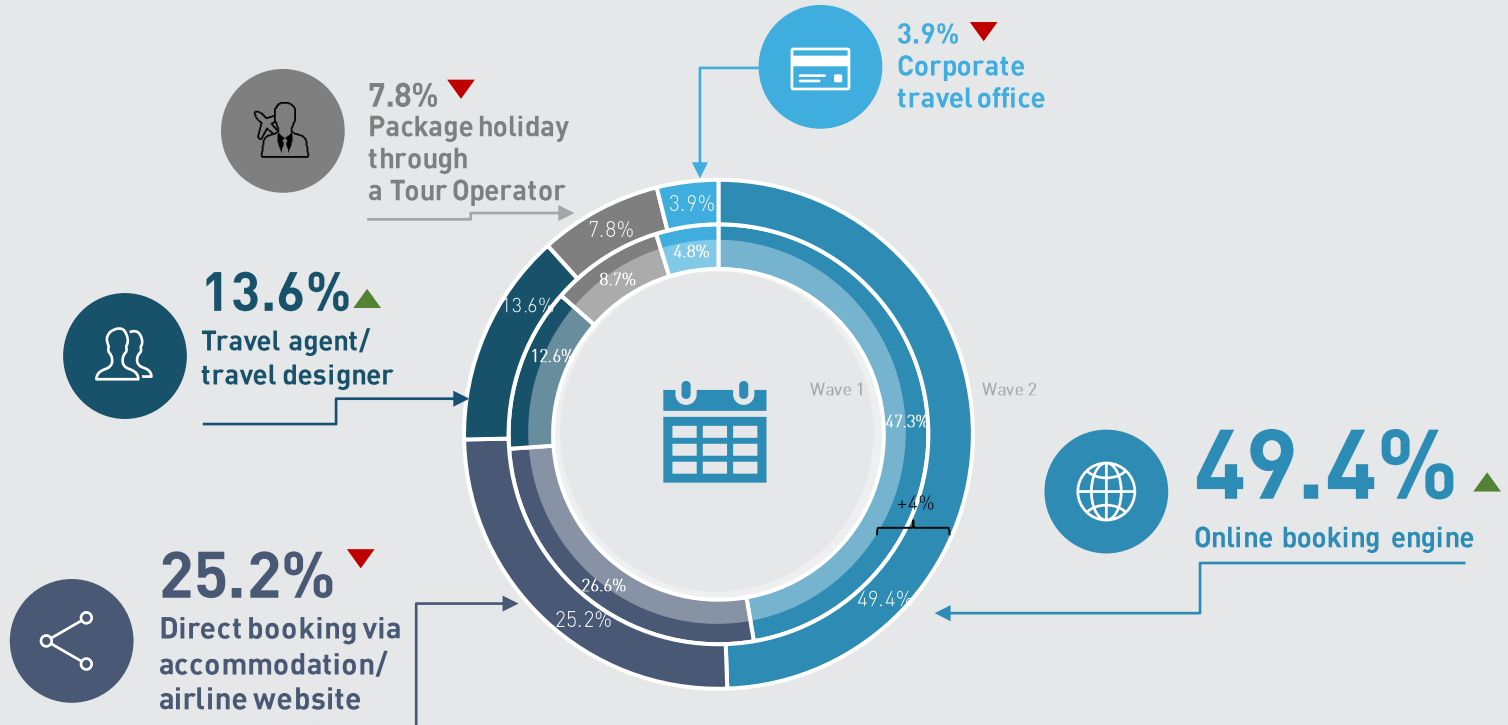 3.9%
Corporate
travel office
7.8%
Package holiday
through
a Tour Operator
3.9%
7.8%
4.8%
8.7%
13.6%
Travel agent/
travel designer
13.6%
12.6%
Wave 1
Wave 2
47.3%
49.4%
Online booking engine
+4%
25.2%
Direct booking via
accommodation/
airline website
26.6%
25.2%
49.4%